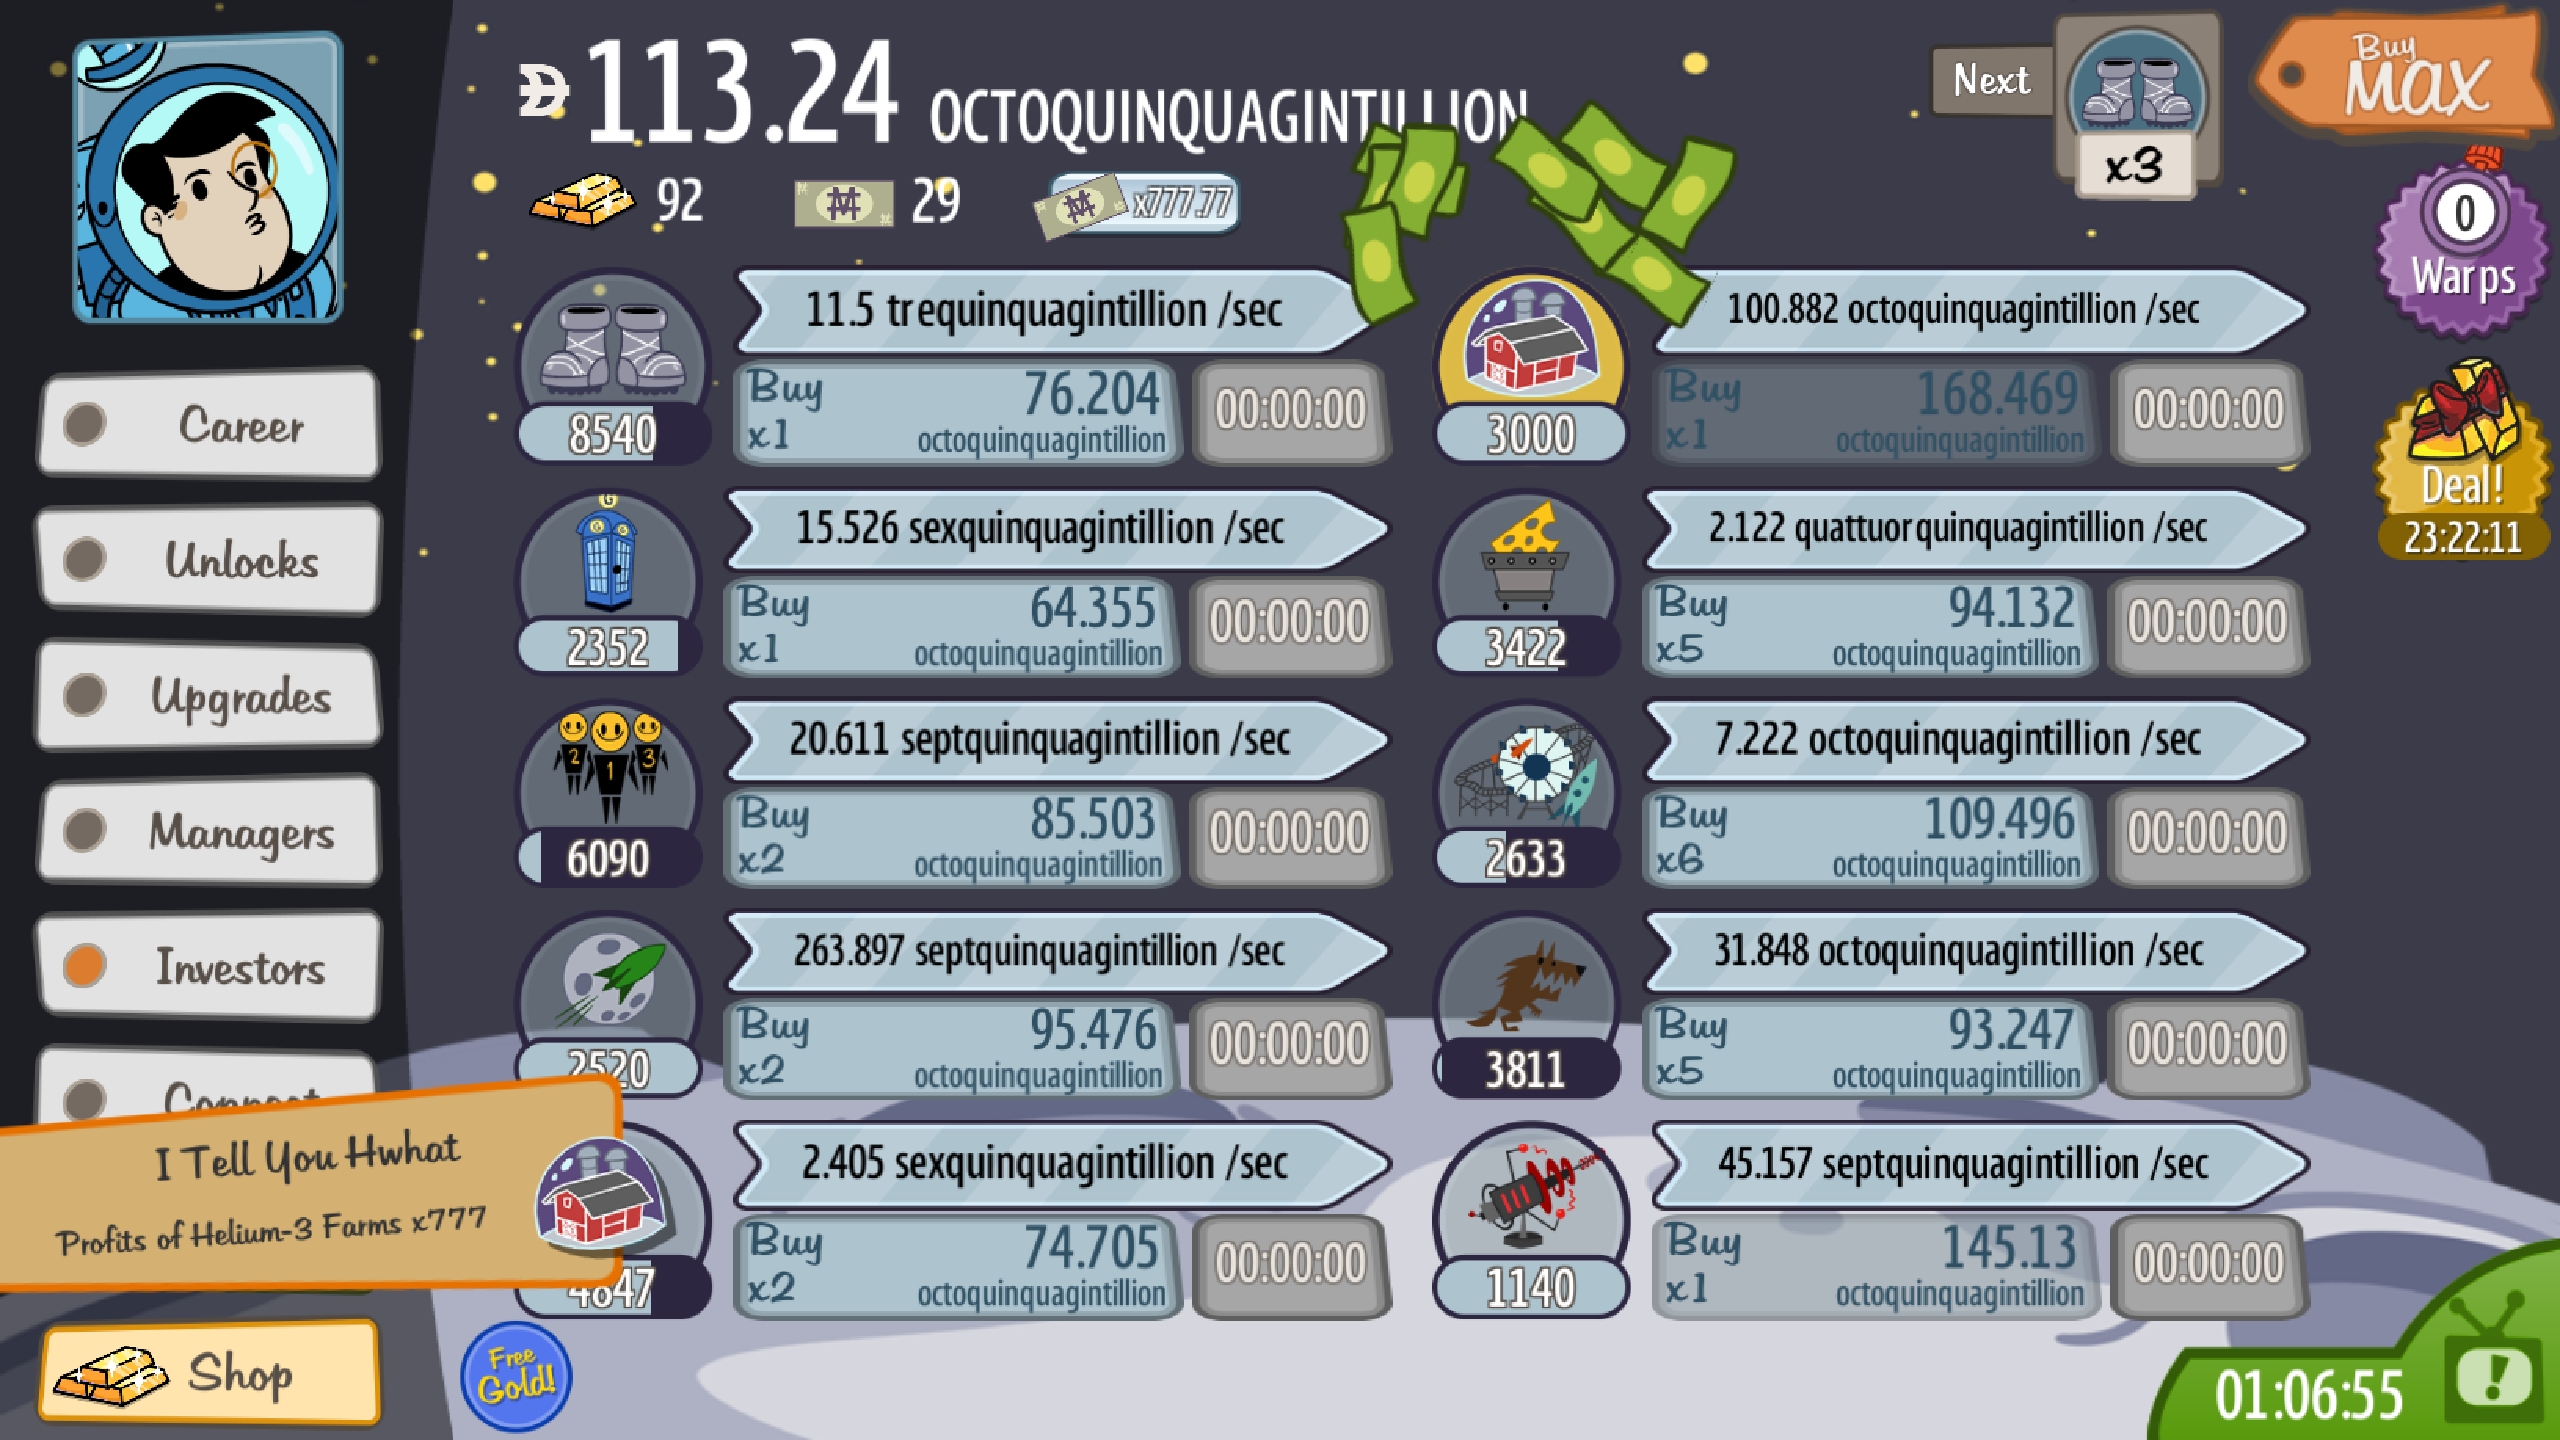 113.24 OCTOQUINQUAGINTILLION
92
29
x777.77
Next
x3
Buy
MAX
0
Warps
Deal!
23:22:11
Career
Unlocks
Upgrades
Managers
Investors
Connect
I Tell You Hwhat
Profits of Helium-3 Farms x777
Shop
Free
Gold!
11.5 trequinquagintillion /sec
8540
Buy
x1
76.204
octoquinquagintillion
00:00:00
100.882 octoquinquagintillion /sec
3000
Buy
x1
168.469
octoquinquagintillion
00:00:00
G
15.526 sexquinquagintillion /sec
2352
Buy
x1
64.355
octoquinquagintillion
00:00:00
2.122 quattuorquinquagintillion /sec
3422
Buy
x5
94.132
octoquinquagintillion
00:00:00
2 1 3
20.611 septquinquagintillion /sec
6090
Buy
x2
85.503
octoquinquagintillion
00:00:00
7.222 octoquinquagintillion /sec
2633
Buy
x6
109.496
octoquinquagintillion
00:00:00
263.897 septquinquagintillion /sec
2520
Buy
x2
95.476
octoquinquagintillion
00:00:00
31.848 octoquinquagintillion /sec
3811
Buy
x5
93.247
octoquinquagintillion
00:00:00
2.405 sexquinquagintillion /sec
Buy
x2
74.705
octoquinquagintillion
00:00:00
45.157 septquinquagintillion /sec
1140
Buy
x1
145.13
octoquinquagintillion
00:00:00
01:06:55